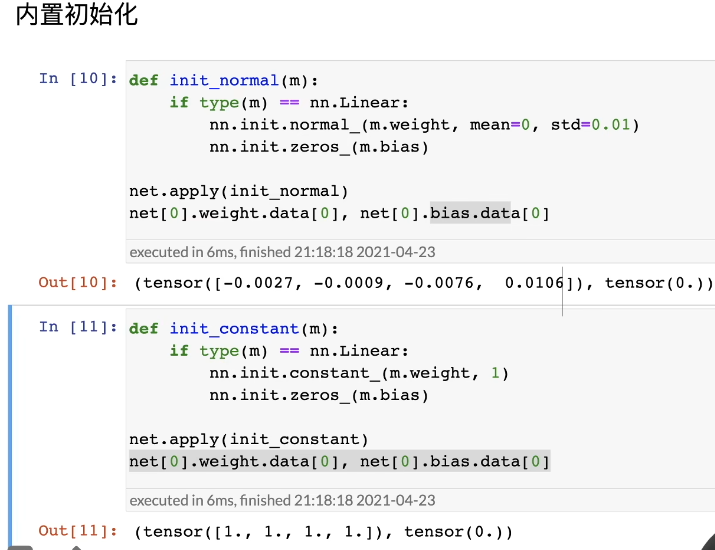 内置初始化
In [10]: def init_normal(m):
if type(m) == nn.Linear:
nn.init.normal_(m.weight, mean=0, std=0.01)
nn.init.zeros_(m.bias)
net.apply(init_normal)
net[0].weight.data[0], net[0].bias.data[0]
executed in 6ms, finished 21:18:18 2021-04-23
Out[10]: (tensor([-0.0027, -0.0009, -0.0076,  0.0106]), tensor(0.))
In [11]: def init_constant(m):
if type(m) == nn.Linear:
nn.init.constant_(m.weight, 1)
nn.init.zeros_(m.bias)
net.apply(init_constant)
net[0].weight.data[0], net[0].bias.data[0]
executed in 6ms, finished 21:18:18 2021-04-23
Out[11]: (tensor([1., 1., 1., 1.]), tensor(0.))